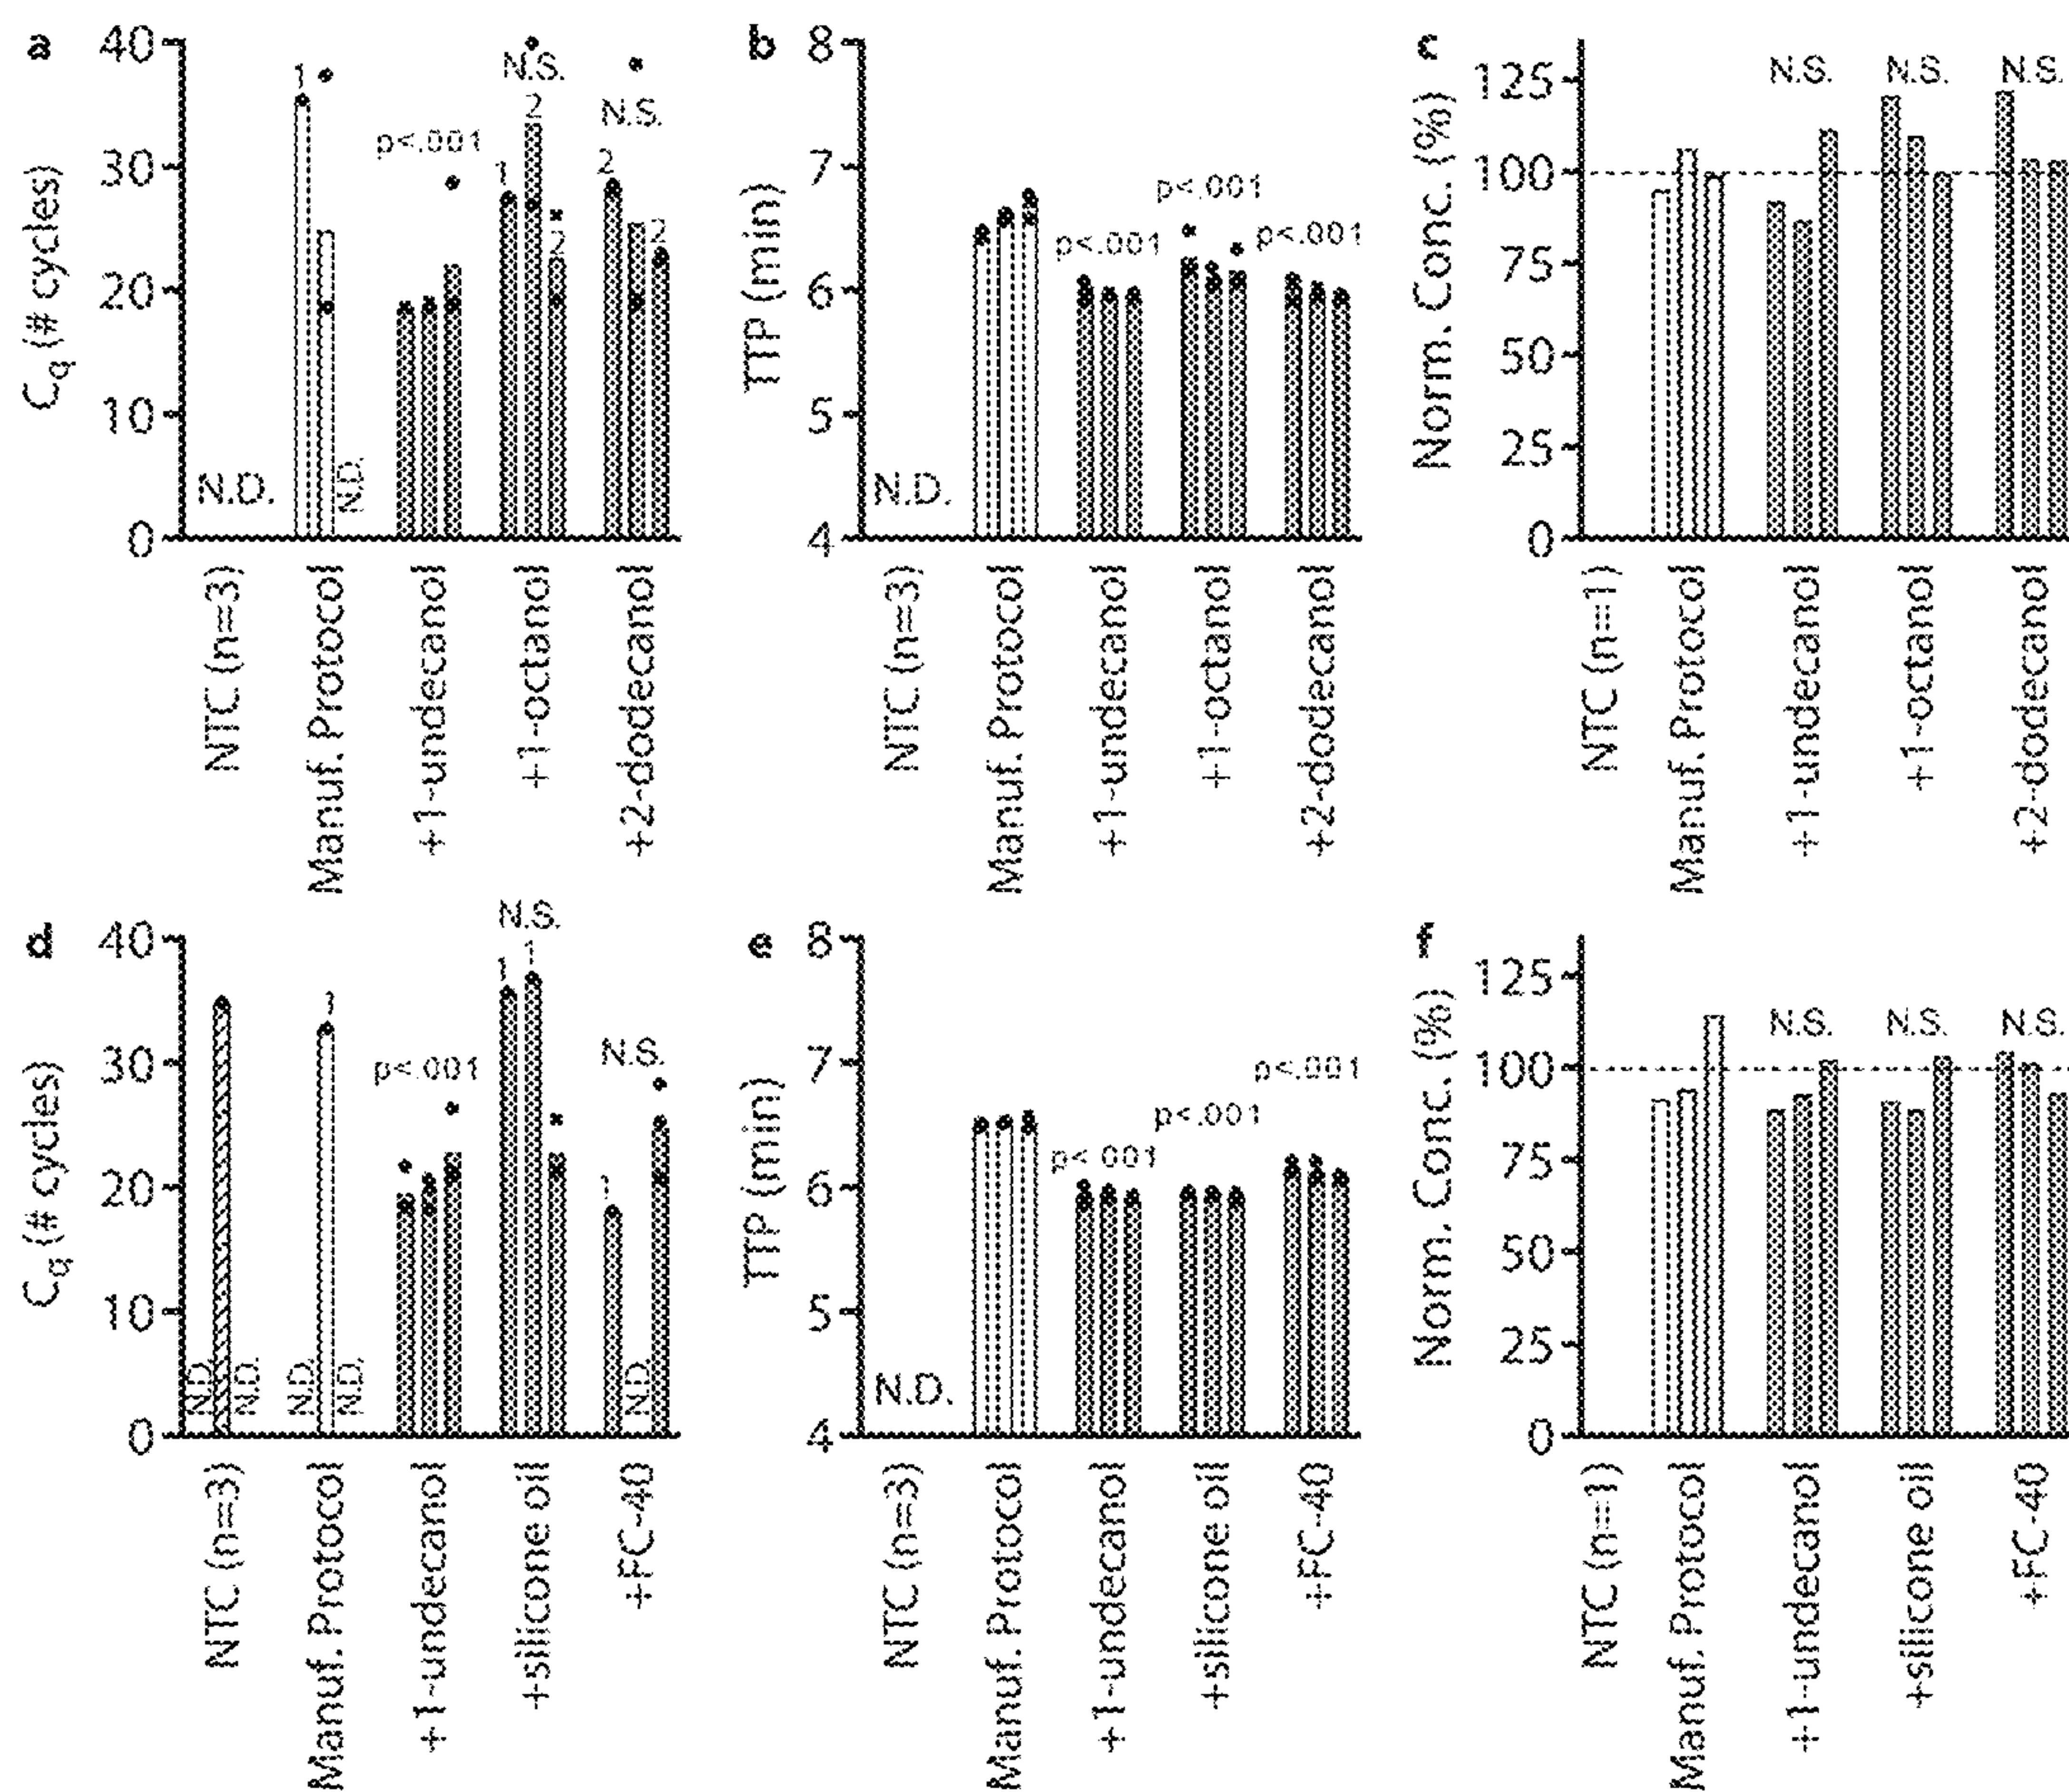 a
Cq (# cycles)
40
30
20
10
0
N.D.
1
N.D.
p<.001
1
N.S.
2
2
2
N.S.
2
NTC (n=3)
Manuf. Protocol
+1-undecanol
+1-octanol
+2-dodecanol
b
TTP (min)
8
7
6
5
4
N.D.
p<.001
p<.001
p<.001
NTC (n=3)
Manuf. Protocol
+1-undecanol
+1-octanol
+2-dodecanol
c
Norm. Conc. (%)
125
100
75
50
25
0
N.S.
N.S.
N.S.
NTC (n=1)
Manuf. Protocol
+1-undecanol
+1-octanol
+2-dodecanol
d
Cq (# cycles)
40
30
20
10
0
N.D.
N.D.
N.D.
1
N.D.
p<.001
1
N.S.
1
1
N.D.
N.S.
NTC (n=3)
Manuf. Protocol
+1-undecanol
+silicone oil
+FC-40
e
TTP (min)
8
7
6
5
4
N.D.
p<.001
p<.001
p<.001
NTC (n=3)
Manuf. Protocol
+1-undecanol
+silicone oil
+FC-40
f
Norm. Conc. (%)
125
100
75
50
25
0
N.S.
N.S.
N.S.
NTC (n=1)
Manuf. Protocol
+1-undecanol
+silicone oil
+FC-40